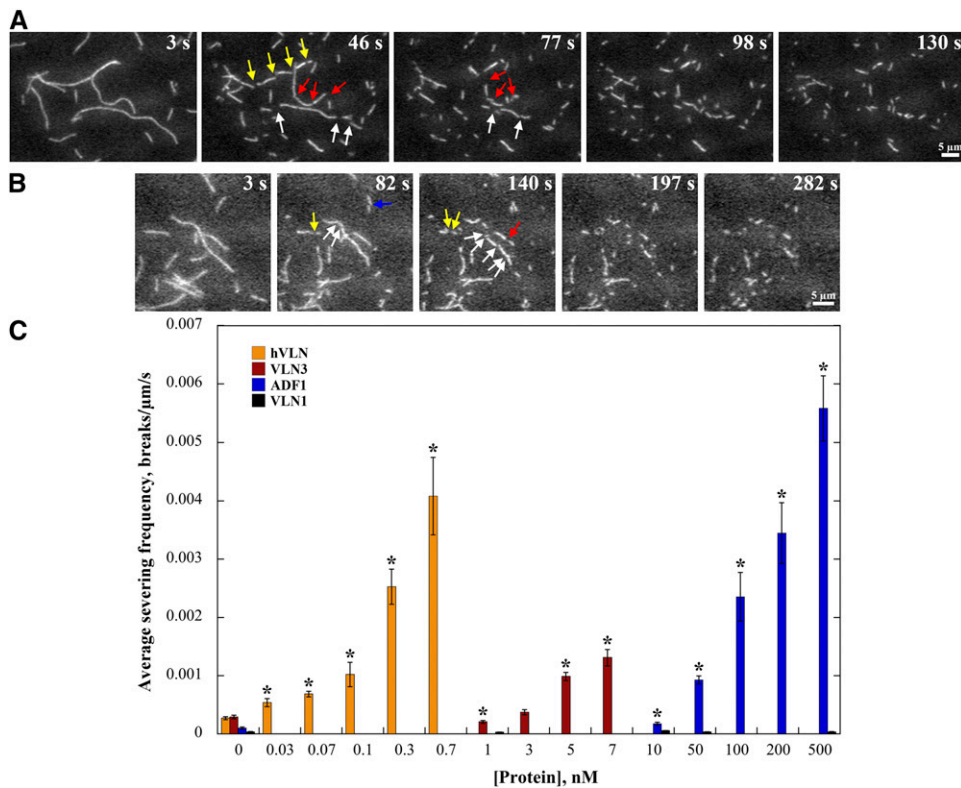 A
3 s 46 s 77 s 98 s 130 s
5 µm
B
3 s 82 s 140 s 197 s 282 s
5 µm
C
Average severing frequency, breaks/µm/s
0.007
0.006
0.005
0.004
0.003
0.002
0.001
0
hVLN
VLN3
ADF1
VLN1
* * * * * * * * * * * * *
0 0.03 0.07 0.1 0.3 0.7 1 3 5 7 10 50 100 200 500
[Protein], nM